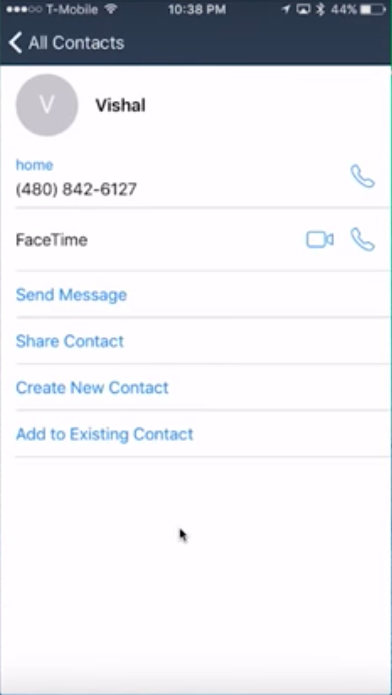 T-Mobile 10:38 PM 44%
All Contacts
V
Vishal
home
(480) 842-6127
FaceTime
Send Message
Share Contact
Create New Contact
Add to Existing Contact